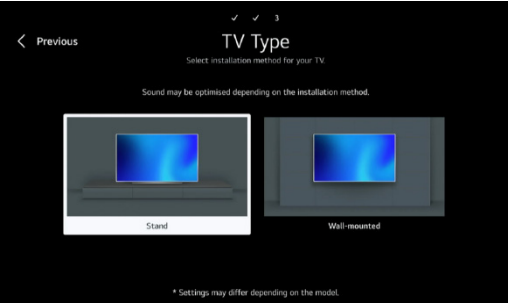 ✓ ✓ 3
Previous
TV Type
Select installation method for your TV.
Sound may be optimised depending on the installation method.
Stand
Wall-mounted
* Settings may differ depending on the model.